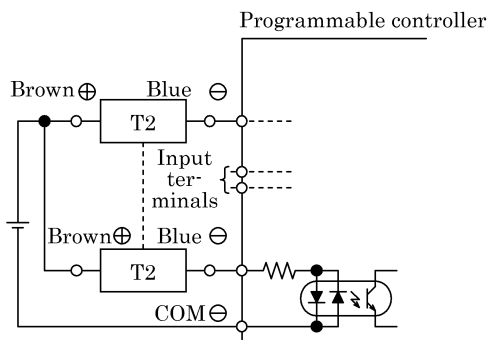 Programmable controller
Brown ⊕ Blue ⊖
T2
Input
ter-
minals
Brown ⊕ Blue ⊖
T2
COM ⊖